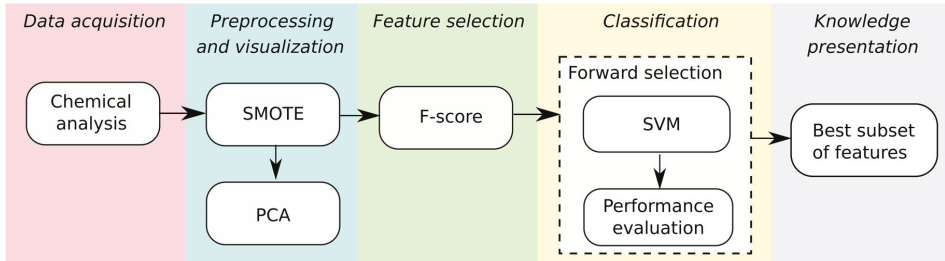 Data acquisition
Preprocessing
and visualization
Feature selection
Classification
Knowledge
presentation
Chemical
analysis
SMOTE
PCA
F-score
Forward selection
SVM
Performance
evaluation
Best subset
of features